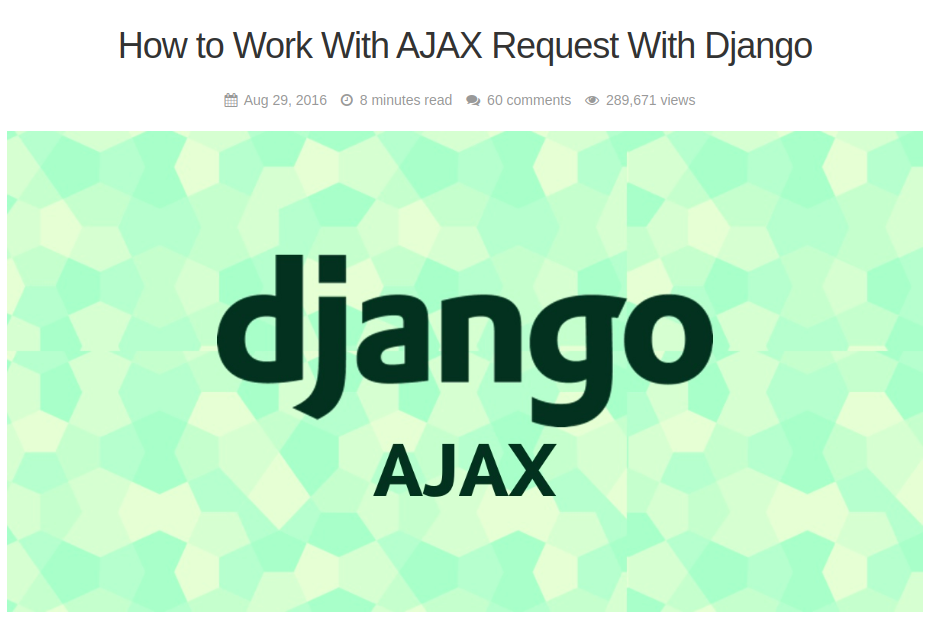 How to Work With AJAX Request With Django
Aug 29, 2016 8 minutes read 60 comments 289,671 views
django
AJAX